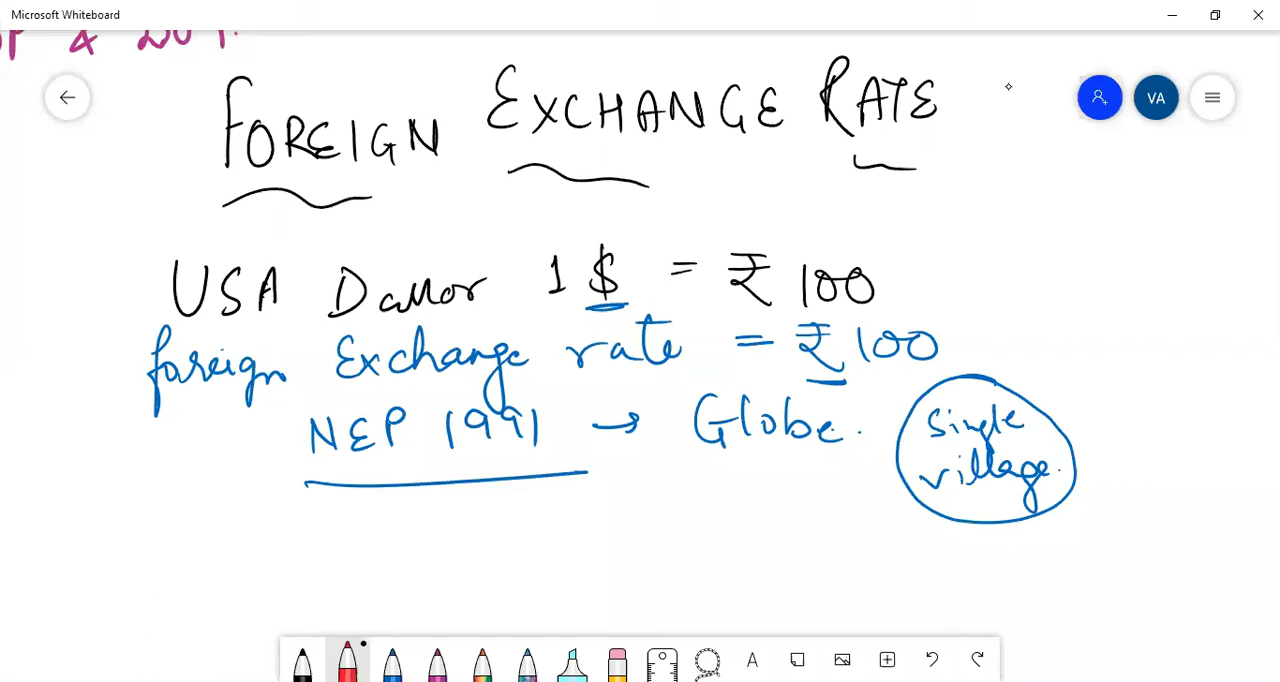 Microsoft Whiteboard
FOREIGN EXCHANGE RATE
VA
USA Dallor 1 $ = ₹ 100
foreign Exchange rate = ₹ 100
NEP 1991 → Globe.
Single
village.
A